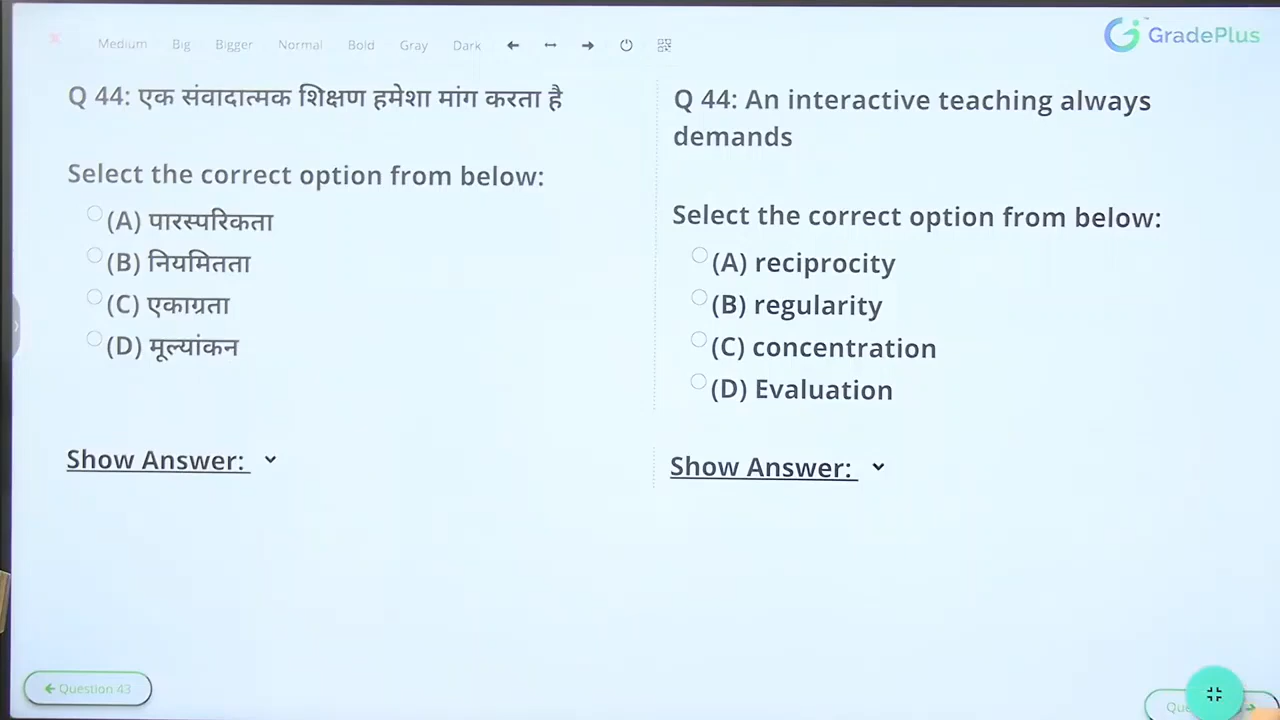 Medium Big Bigger Normal Bold Gray Dark
GradePlus
Q 44: एक संवादात्मक शिक्षण हमेशा मांग करता है
Select the correct option from below:
(A) पारस्परिकता
(B) नियमितता
(C) एकाग्रता
(D) मूल्यांकन
Show Answer:
Q 44: An interactive teaching always
demands
Select the correct option from below:
(A) reciprocity
(B) regularity
(C) concentration
(D) Evaluation
Show Answer:
Question 43